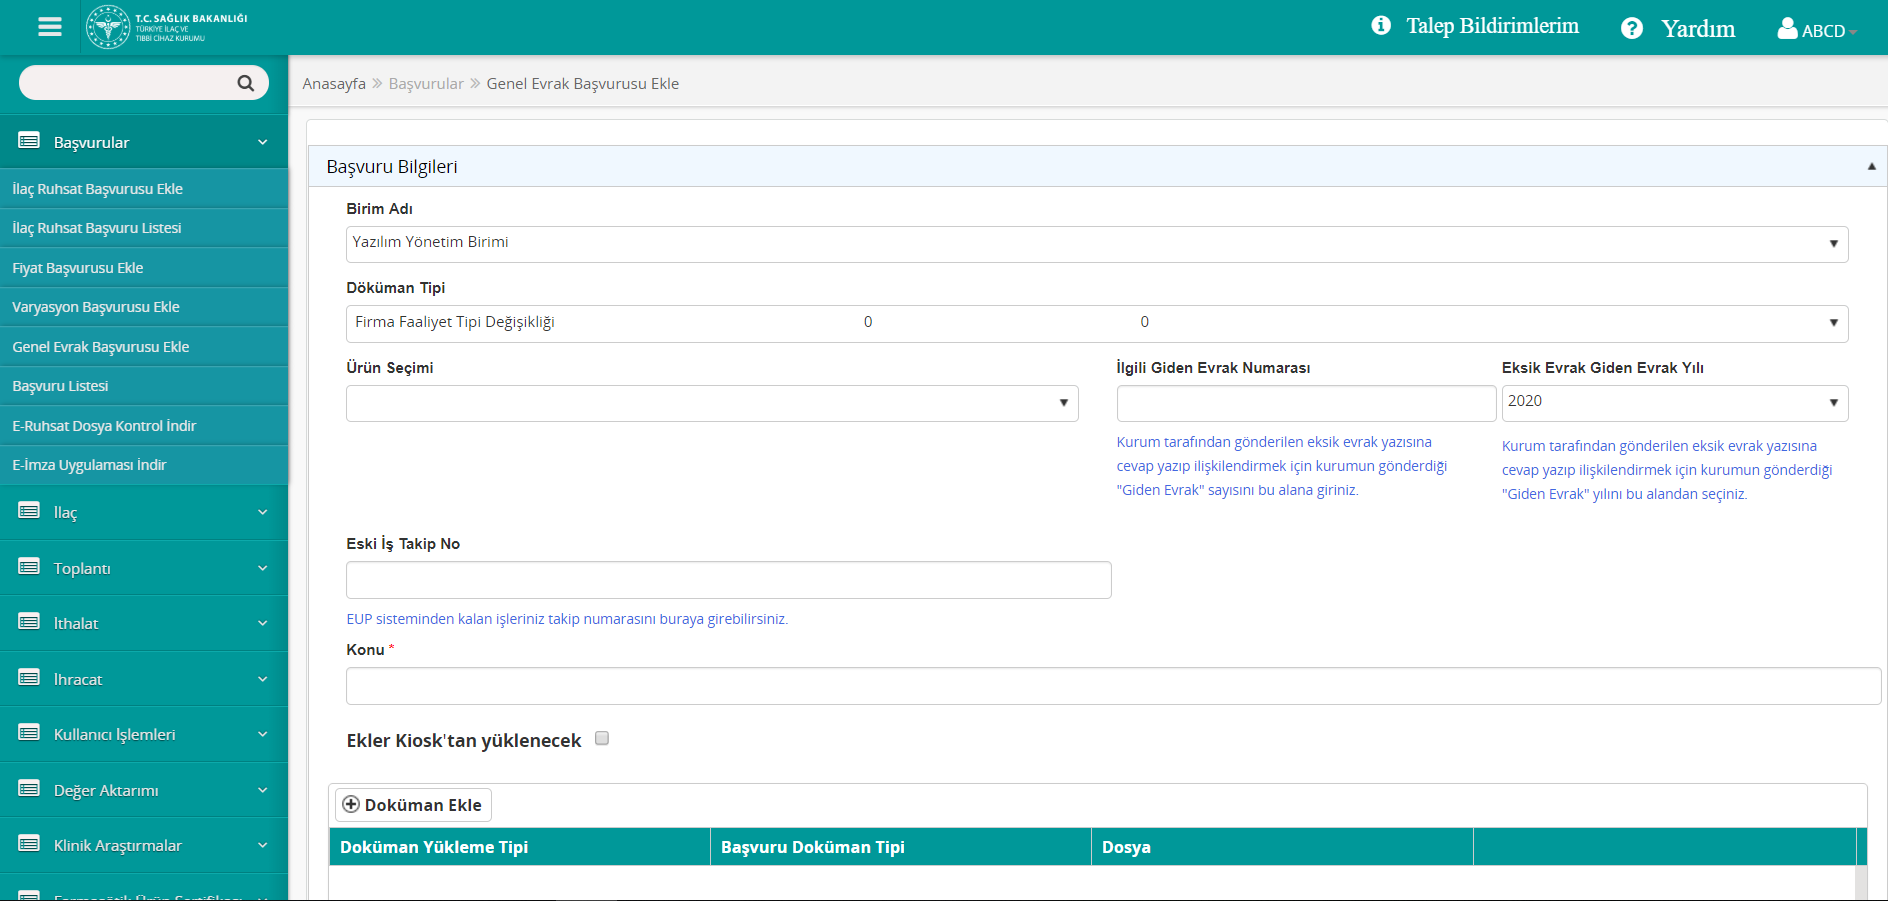 T.C. SAĞLIK BAKANLIĞI
TÜRKİYE İLAÇ VE
TIBBİ CİHAZ KURUMU
Talep Bildirimlerim
Yardım
ABCD
Anasayfa » Başvurular » Genel Evrak Başvurusu Ekle
Başvurular
İlaç Ruhsat Başvurusu Ekle
İlaç Ruhsat Başvuru Listesi
Fiyat Başvurusu Ekle
Varyasyon Başvurusu Ekle
Genel Evrak Başvurusu Ekle
Başvuru Listesi
E-Ruhsat Dosya Kontrol İndir
E-İmza Uygulaması İndir
İlaç
Toplantı
İthalat
İhracat
Kullanıcı İşlemleri
Değer Aktarımı
Klinik Araştırmalar
Başvuru Bilgileri
Birim Adı
Yazılım Yönetim Birimi
Döküman Tipi
Firma Faaliyet Tipi Değişikliği 0 0
Ürün Seçimi
İlgili Giden Evrak Numarası
Kurum tarafından gönderilen eksik evrak yazısına
cevap yazıp ilişkilendirmek için kurumun gönderdiği
"Giden Evrak" sayısını bu alana giriniz.
Eksik Evrak Giden Evrak Yılı
2020
Kurum tarafından gönderilen eksik evrak yazısına
cevap yazıp ilişkilendirmek için kurumun gönderdiği
"Giden Evrak" yılını bu alandan seçiniz.
Eski İş Takip No
EUP sisteminden kalan işleriniz takip numarasını buraya girebilirsiniz.
Konu *
Ekler Kiosk'tan yüklenecek
Doküman Ekle
Doküman Yükleme Tipi
Başvuru Doküman Tipi
Dosya